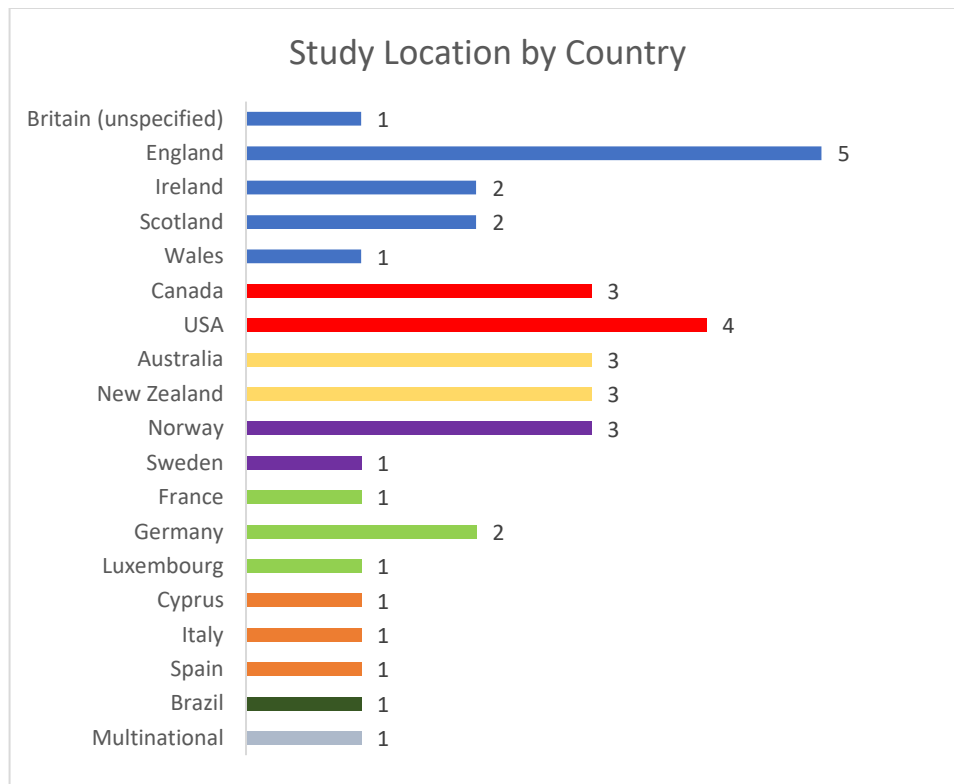 Study Location by Country
Britain (unspecified) 1
England 5
Ireland 2
Scotland 2
Wales 1
Canada 3
USA 4
Australia 3
New Zealand 3
Norway 3
Sweden 1
France 1
Germany 2
Luxembourg 1
Cyprus 1
Italy 1
Spain 1
Brazil 1
Multinational 1